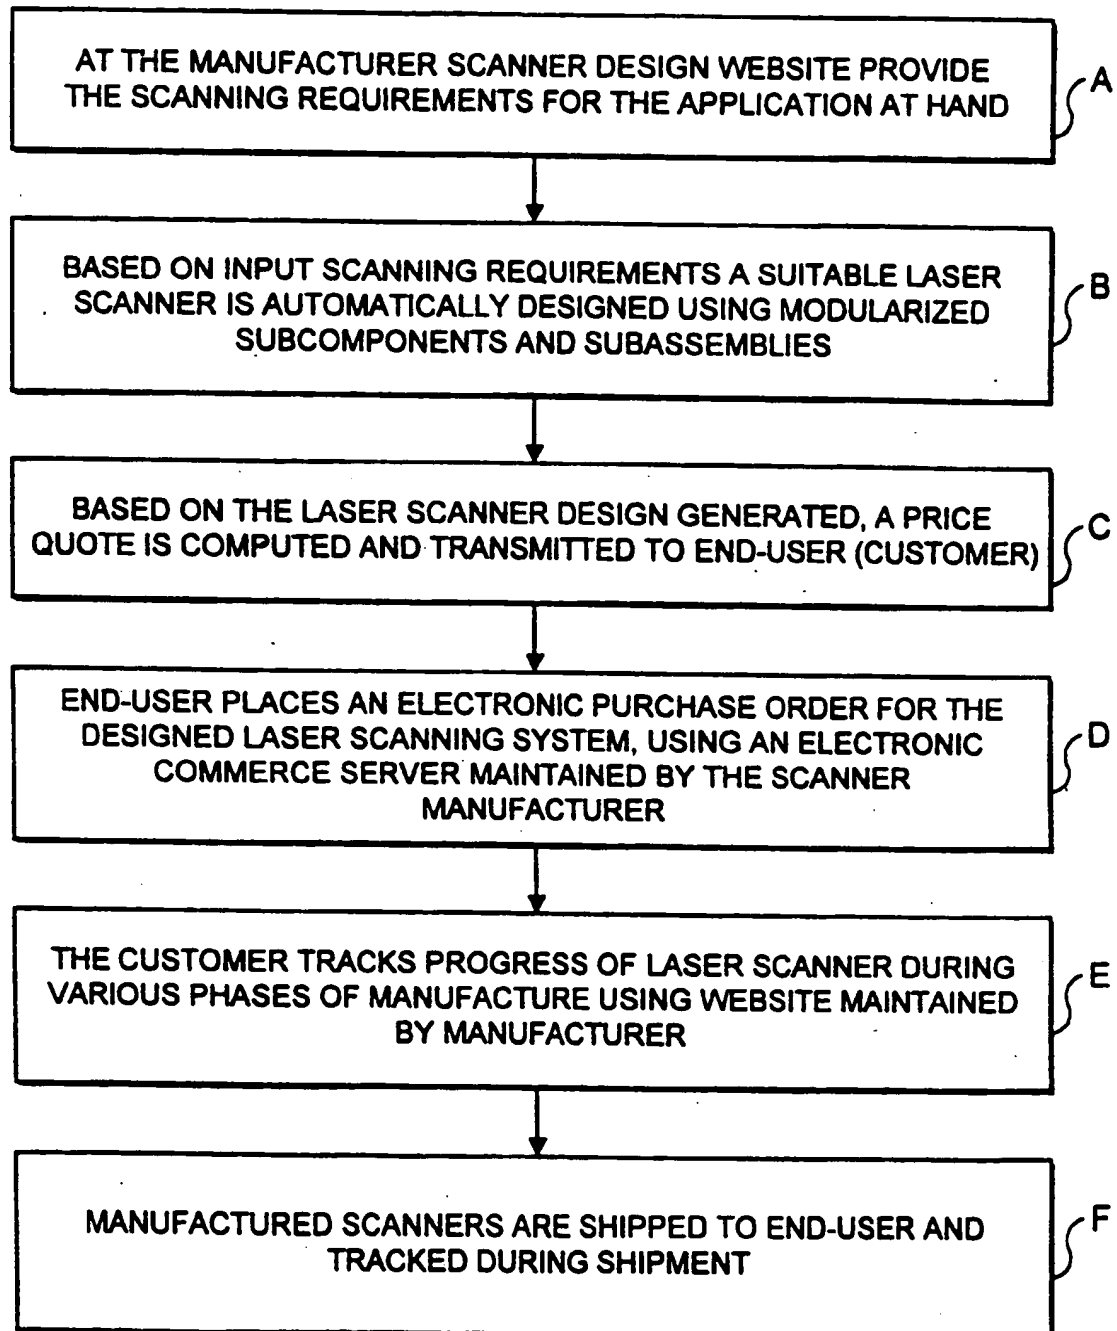 AT THE MANUFACTURER SCANNER DESIGN WEBSITE PROVIDE
THE SCANNING REQUIREMENTS FOR THE APPLICATION AT HAND
A
BASED ON INPUT SCANNING REQUIREMENTS A SUITABLE LASER
SCANNER IS AUTOMATICALLY DESIGNED USING MODULARIZED
SUBCOMPONENTS AND SUBASSEMBLIES
B
BASED ON THE LASER SCANNER DESIGN GENERATED, A PRICE
QUOTE IS COMPUTED AND TRANSMITTED TO END-USER (CUSTOMER)
C
END-USER PLACES AN ELECTRONIC PURCHASE ORDER FOR THE
DESIGNED LASER SCANNING SYSTEM, USING AN ELECTRONIC
COMMERCE SERVER MAINTAINED BY THE SCANNER
MANUFACTURER
D
THE CUSTOMER TRACKS PROGRESS OF LASER SCANNER DURING
VARIOUS PHASES OF MANUFACTURE USING WEBSITE MAINTAINED
BY MANUFACTURER
E
MANUFACTURED SCANNERS ARE SHIPPED TO END-USER AND
TRACKED DURING SHIPMENT
F